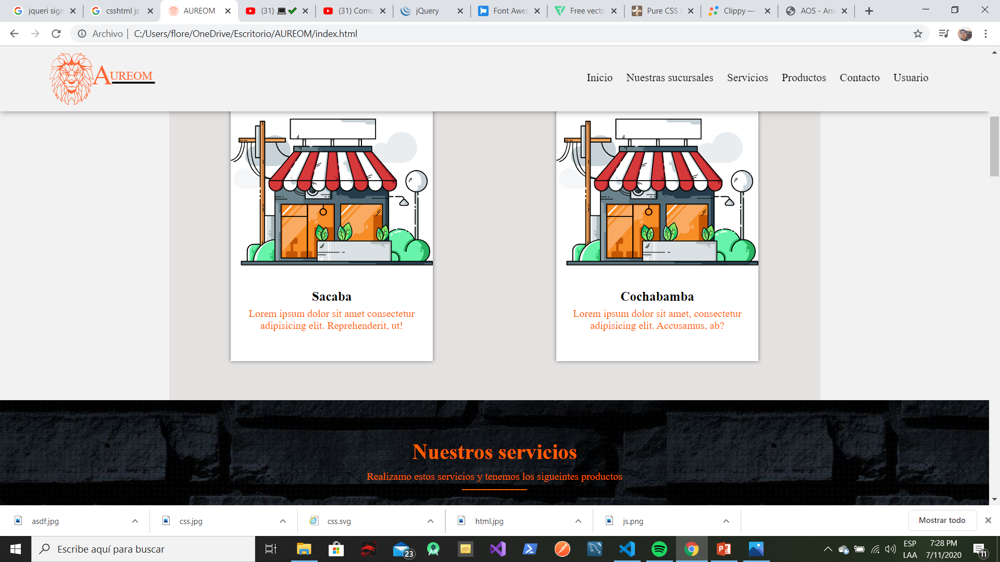 jqueri sign
csshtml js
AUREOM
(31)
(31) Como
jQuery
Font Awes
Free vecto
Pure CSS
Clippy —
AOS - Ani
Archivo
C:/Users/flore/OneDrive/Escritorio/AUREOM/index.html
AUREOM
Inicio
Nuestras sucursales
Servicios
Productos
Contacto
Usuario
Sacaba
Lorem ipsum dolor sit amet consectetur
adipisicing elit. Reprehenderit, ut!
Cochabamba
Lorem ipsum dolor sit amet, consectetur
adipisicing elit. Accusamus, ab?
Nuestros servicios
Realizamo estos servicios y tenemos los sigueintes productos
asdf.jpg
css.jpg
css.svg
html.jpg
js.png
Mostrar todo
Escribe aquí para buscar
23
ESP
LAA
7:28 PM
7/11/2020
11